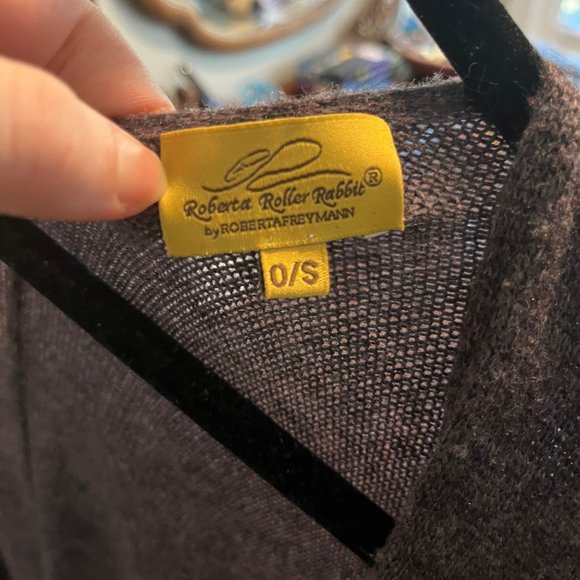 Roberta Roller Rabbit®
by ROBERTAFREYMANN
O/S